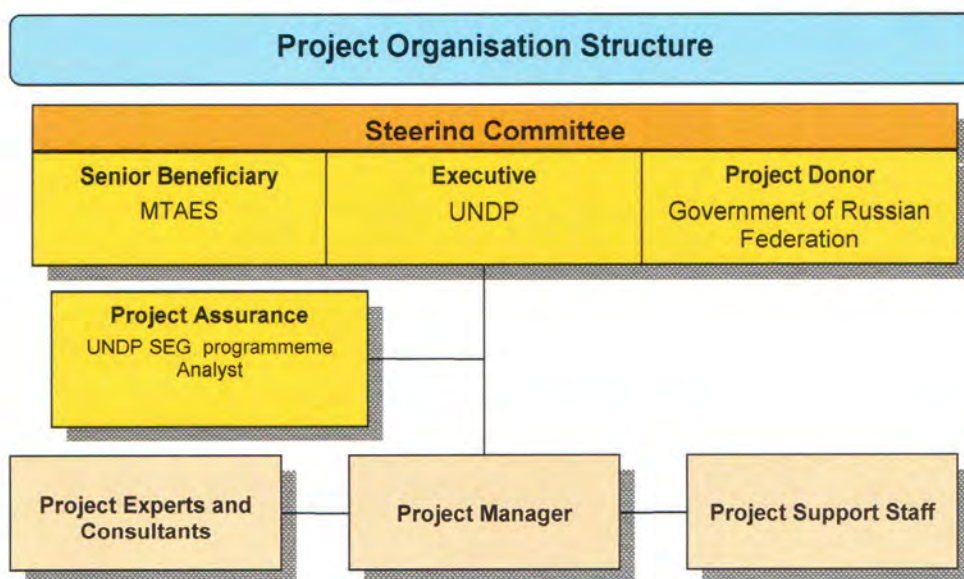 Project Organisation Structure
Steering Committee
Senior Beneficiary
MTAES
Executive
UNDP
Project Donor
Government of Russian
Federation
Project Assurance
UNDP SEG programmeme
Analyst
Project Experts and
Consultants
Project Manager
Project Support Staff